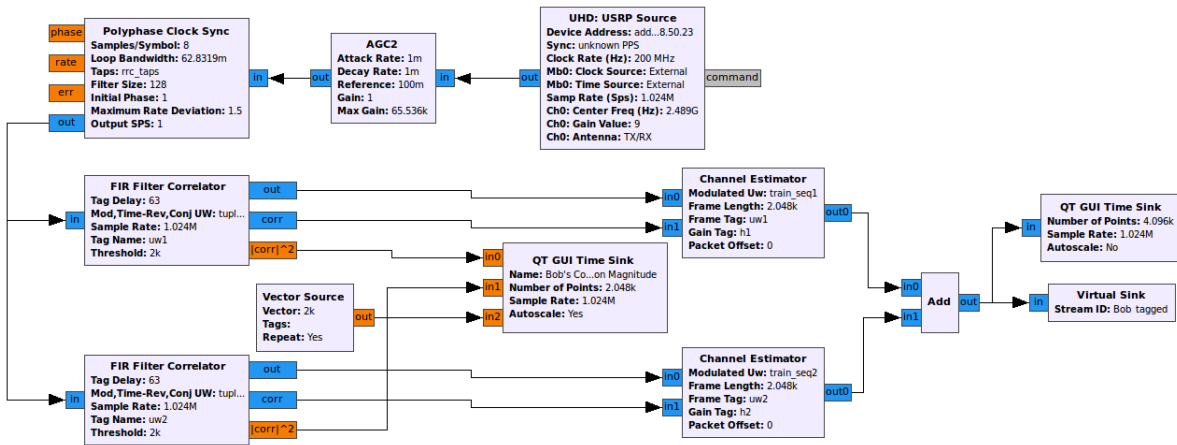 phase
rate
err
out
Polyphase Clock Sync
Samples/Symbol: 8
Loop Bandwidth: 62.8319m
Taps: rrc_taps
Filter Size: 128
Initial Phase: 1
Maximum Rate Deviation: 1.5
Output SPS: 1
in
out
AGC2
Attack Rate: 1m
Decay Rate: 1m
Reference: 100m
Gain: 1
Max Gain: 65.536k
in
out
UHD: USRP Source
Device Address: add...8.50.23
Sync: unknown PPS
Clock Rate (Hz): 200 MHz
Mb0: Clock Source: External
Mb0: Time Source: External
Samp Rate (Sps): 1.024M
Ch0: Center Freq (Hz): 2.489G
Ch0: Gain Value: 9
Ch0: Antenna: TX/RX
command
in
FIR Filter Correlator
Tag Delay: 63
Mod,Time-Rev,Conj UW: tupl...
Sample Rate: 1.024M
Tag Name: uw1
Threshold: 2k
out
corr
|corr|^2
in0
in1
Channel Estimator
Modulated Uw: train_seq1
Frame Length: 2.048k
Frame Tag: uw1
Gain Tag: h1
Packet Offset: 0
out0
Vector Source
Vector: 2k
Tags:
Repeat: Yes
out
in0
in1
in2
QT GUI Time Sink
Name: Bob's Co...on Magnitude
Number of Points: 2.048k
Sample Rate: 1.024M
Autoscale: Yes
in0
in1
Add
out
in
QT GUI Time Sink
Number of Points: 4.096k
Sample Rate: 1.024M
Autoscale: No
in
Virtual Sink
Stream ID: Bob_tagged
in
FIR Filter Correlator
Tag Delay: 63
Mod,Time-Rev,Conj UW: tupl...
Sample Rate: 1.024M
Tag Name: uw2
Threshold: 2k
out
corr
|corr|^2
in0
in1
Channel Estimator
Modulated Uw: train_seq2
Frame Length: 2.048k
Frame Tag: uw2
Gain Tag: h2
Packet Offset: 0
out0